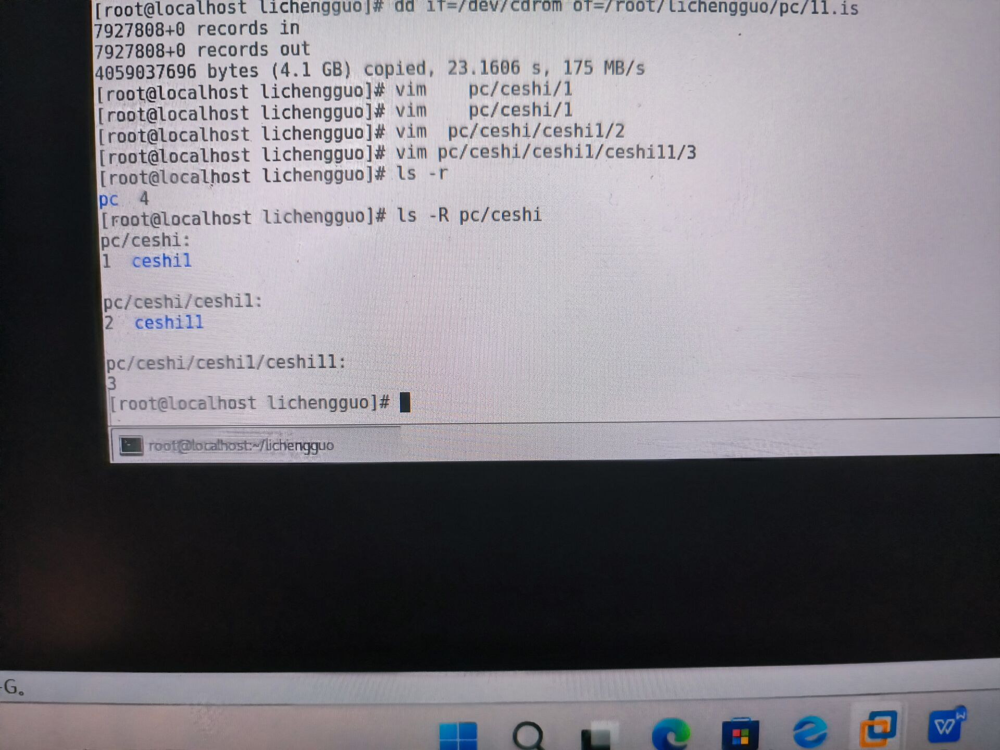 [root@localhost lichengguo]# dd if=/dev/cdrom of=/root/lichengguo/pc/11.is
7927808+0 records in
7927808+0 records out
4059037696 bytes (4.1 GB) copied, 23.1606 s, 175 MB/s
[root@localhost lichengguo]# vim    pc/ceshi/1
[root@localhost lichengguo]# vim    pc/ceshi/1
[root@localhost lichengguo]# vim  pc/ceshi/ceshi1/2
[root@localhost lichengguo]# vim pc/ceshi/ceshi1/ceshi11/3
[root@localhost lichengguo]# ls -r
pc  4
[root@localhost lichengguo]# ls -R pc/ceshi
pc/ceshi:
1  ceshi1
pc/ceshi/ceshi1:
2  ceshi11
pc/ceshi/ceshi1/ceshi11:
3
[root@localhost lichengguo]#
root@localhost:~/lichengguo
-G。